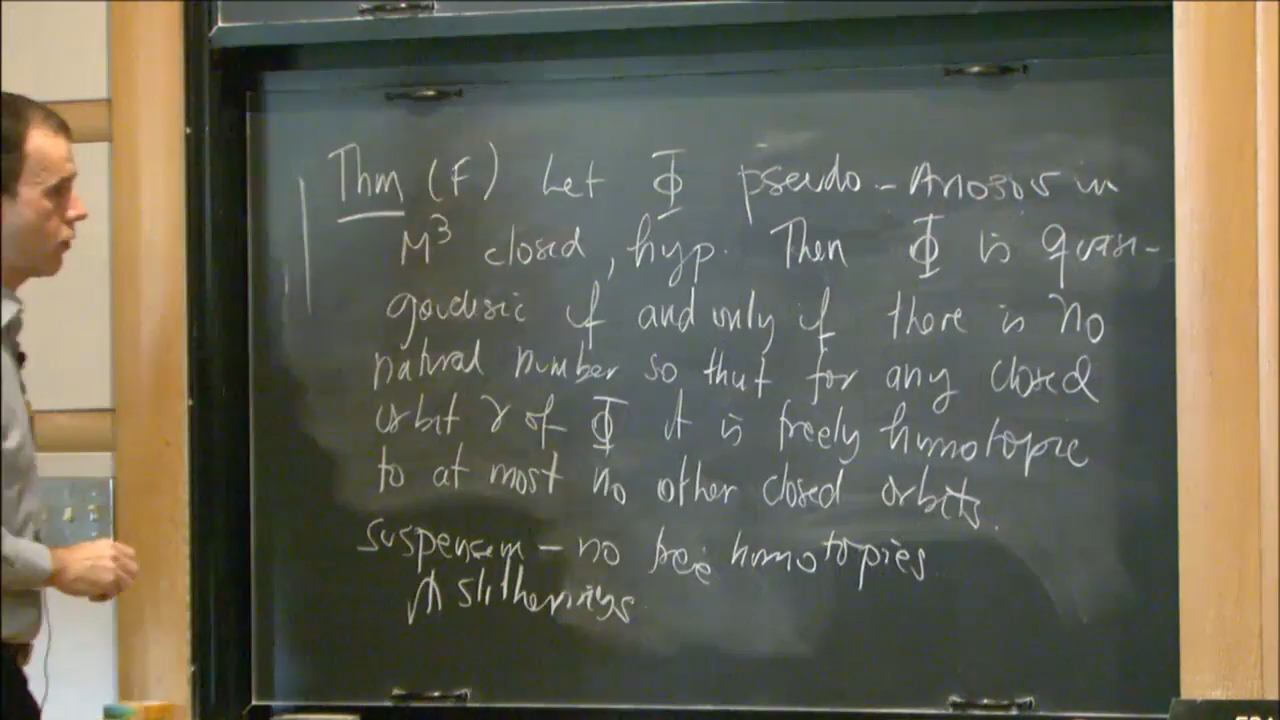 Thm (F) Let Φ pseudo-Anosov in
M³ closed, hyp. Then Φ is quasi-
geodesic if and only if there is n₀
natural number so that for any closed
orbit γ of Φ it is freely homotopic
to at most n₀ other closed orbits.
suspension – no free homotopies
slitherings